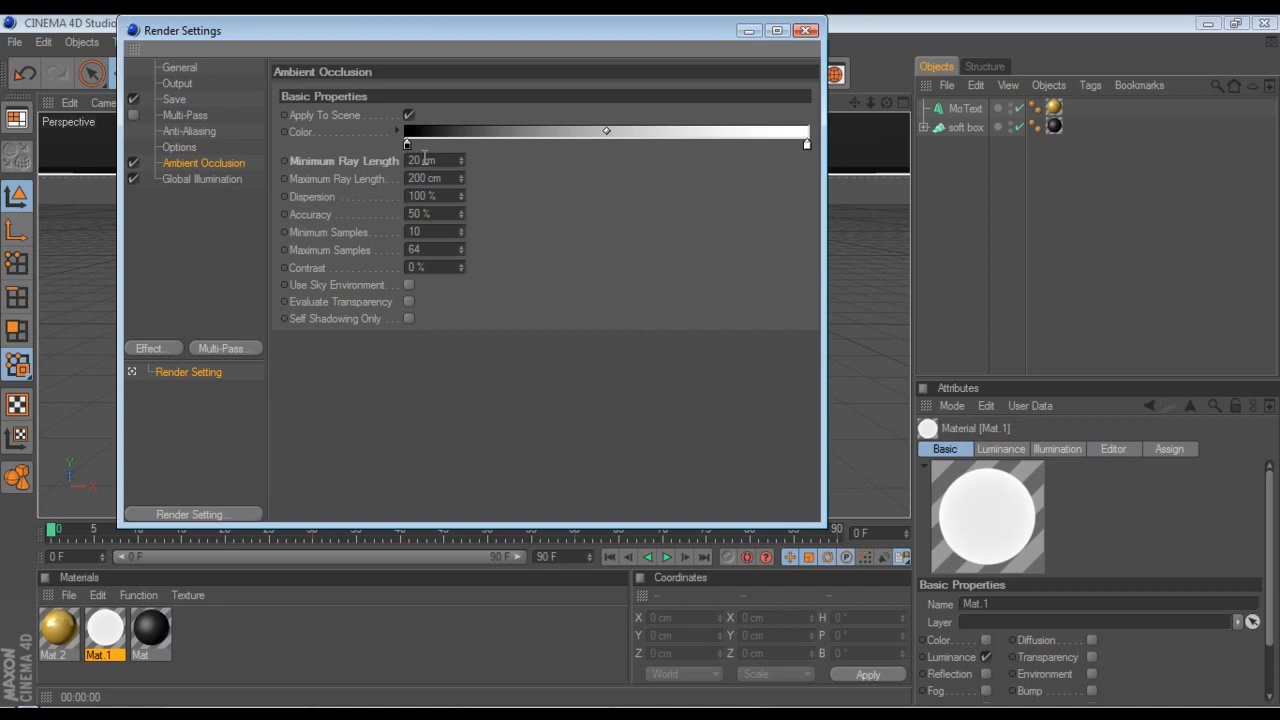 CINEMA 4D Studio
Render Settings
File Edit Objects
General
Output
Save
Multi-Pass
Anti-Aliasing
Options
Ambient Occlusion
Global Illumination
Effect...
Multi-Pass...
Render Setting
Render Setting...
Ambient Occlusion
Basic Properties
Apply To Scene
Color
Minimum Ray Length 20 cm
Maximum Ray Length 200 cm
Dispersion 100 %
Accuracy 50 %
Minimum Samples 10
Maximum Samples 64
Contrast 0 %
Use Sky Environment
Evaluate Transparency
Self Shadowing Only
Edit
Perspective
Y
X
Objects Structure
File Edit View Objects Tags Bookmarks
MoText
soft box
Attributes
Mode Edit User Data
Material [Mat.1]
Basic Luminance Illumination Editor Assign
Basic Properties
Name Mat.1
Layer
Color Diffusion
Luminance Transparency
Reflection Environment
Fog Bump
0 5 10 15 20
0 F
0 F 0 F 90 F 90 F
Materials
File Edit Function Texture
Mat.2 Mat.1 Mat
Coordinates
X 0 cm X 0 cm H 0 °
Y 0 cm Y 0 cm P 0 °
Z 0 cm Z 0 cm B 0 °
World Scale Apply
MAXON
CINEMA 4D
00:00:00